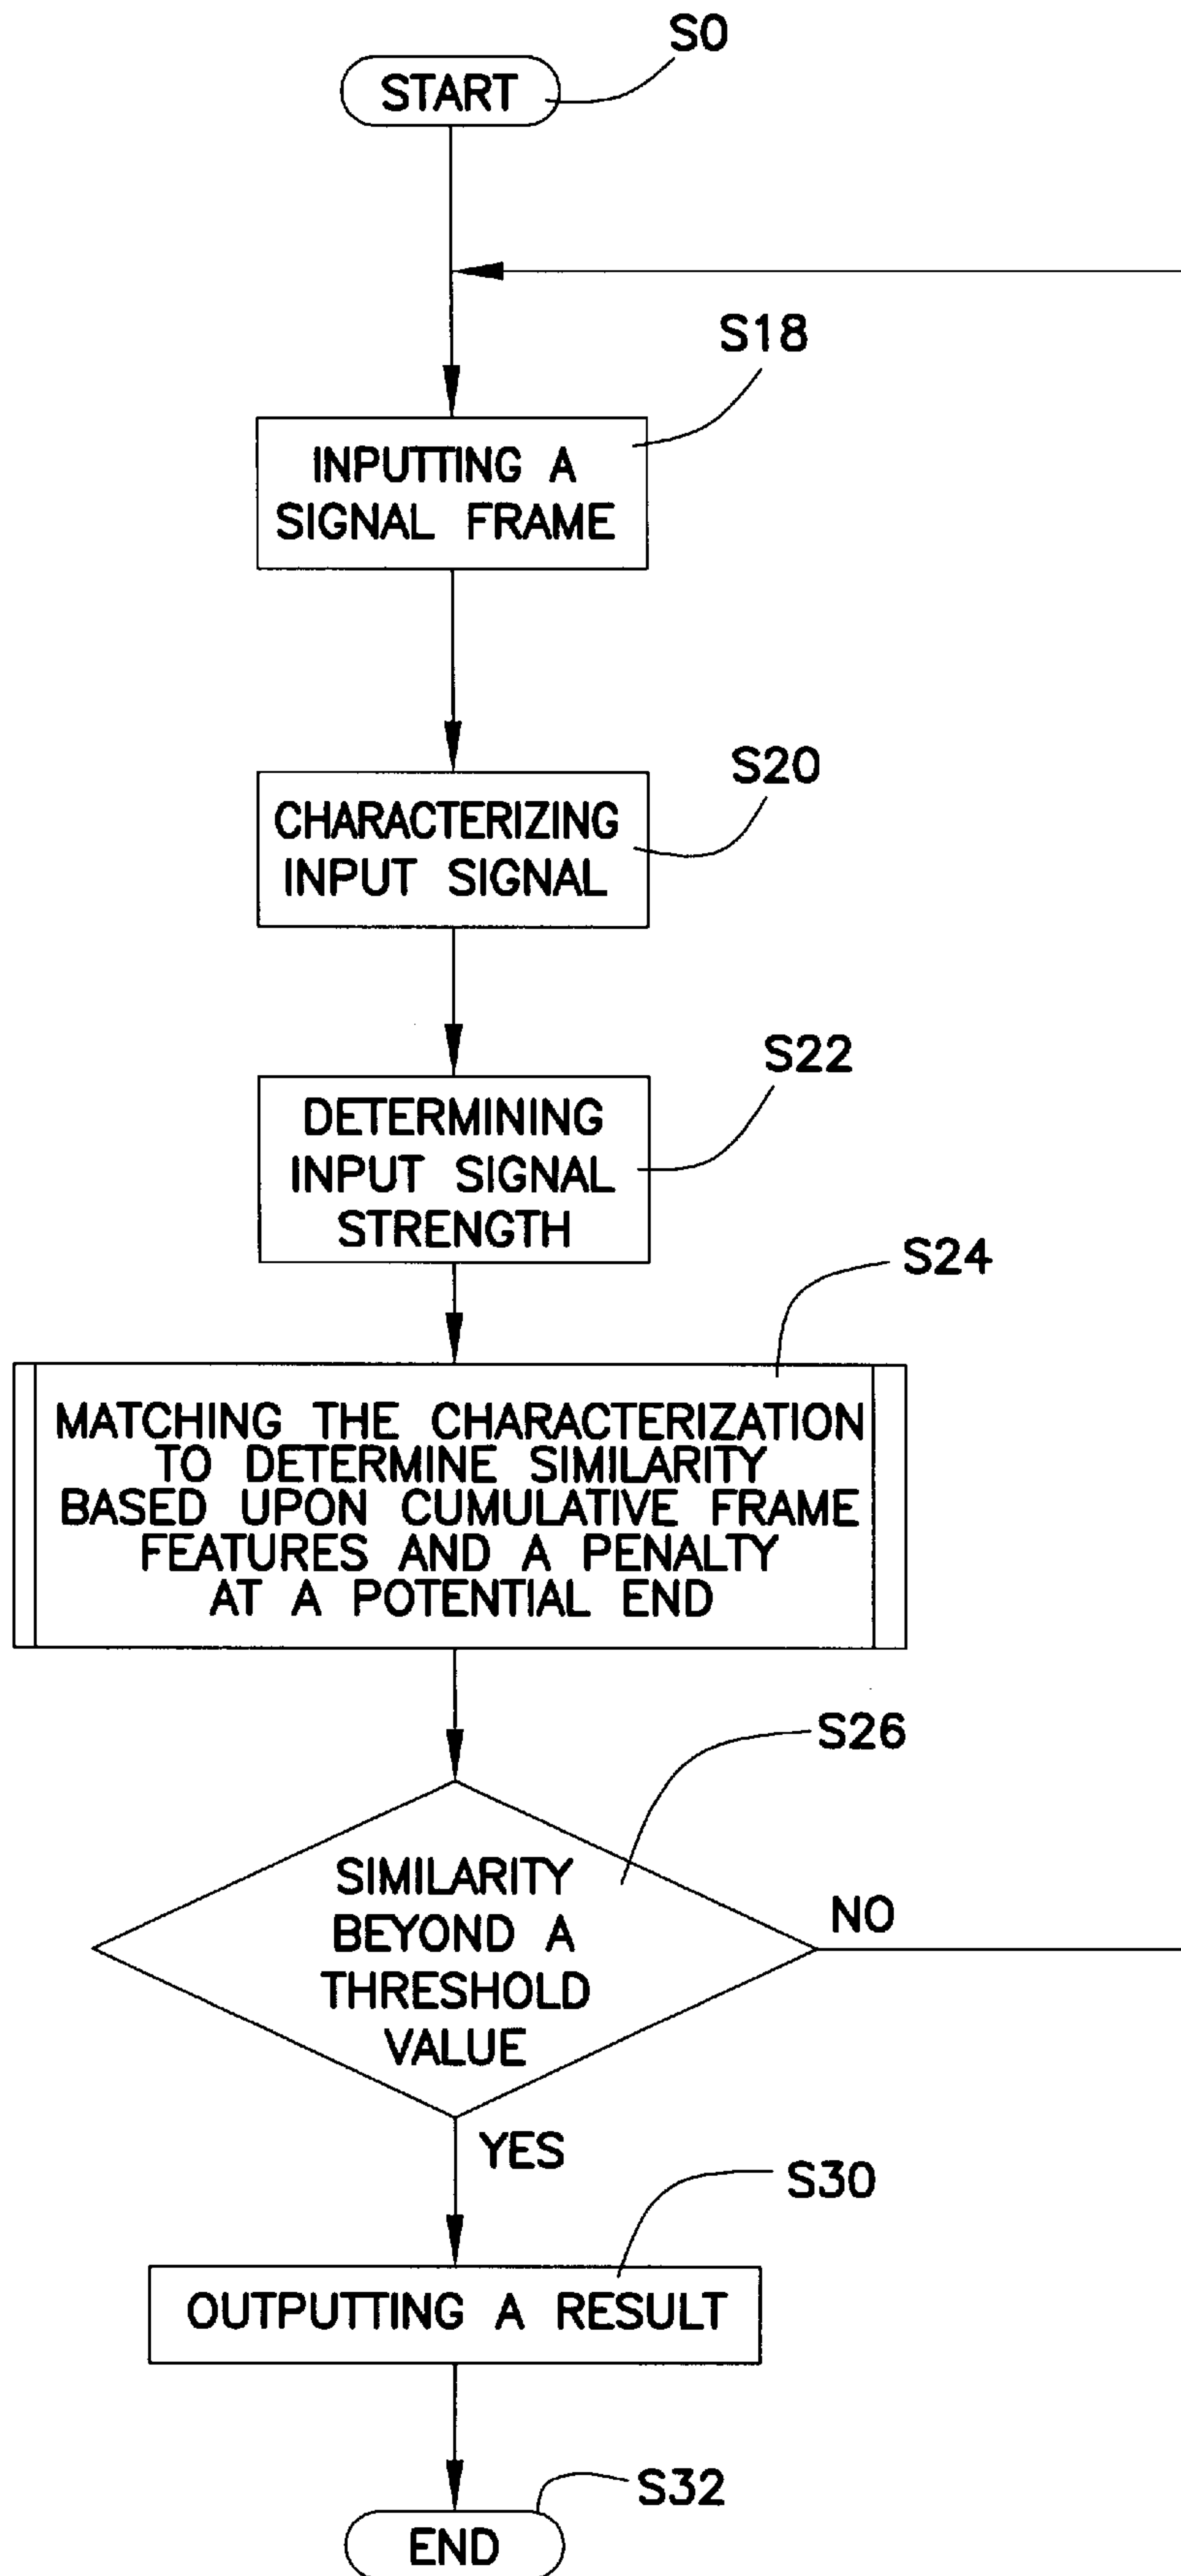 S0
START
S18
INPUTTING A
SIGNAL FRAME
S20
CHARACTERIZING
INPUT SIGNAL
S22
DETERMINING
INPUT SIGNAL
STRENGTH
S24
MATCHING THE CHARACTERIZATION
TO DETERMINE SIMILARITY
BASED UPON CUMULATIVE FRAME
FEATURES AND A PENALTY
AT A POTENTIAL END
S26
SIMILARITY
BEYOND A
THRESHOLD
VALUE
NO
YES
S30
OUTPUTTING A RESULT
S32
END